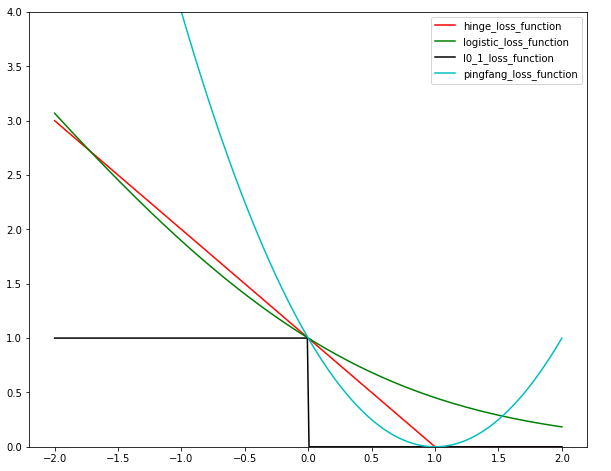 4.0
3.5
3.0
2.5
2.0
1.5
1.0
0.5
0.0
−2.0 −1.5 −1.0 −0.5 0.0 0.5 1.0 1.5 2.0
hinge_loss_function
logistic_loss_function
l0_1_loss_function
pingfang_loss_function